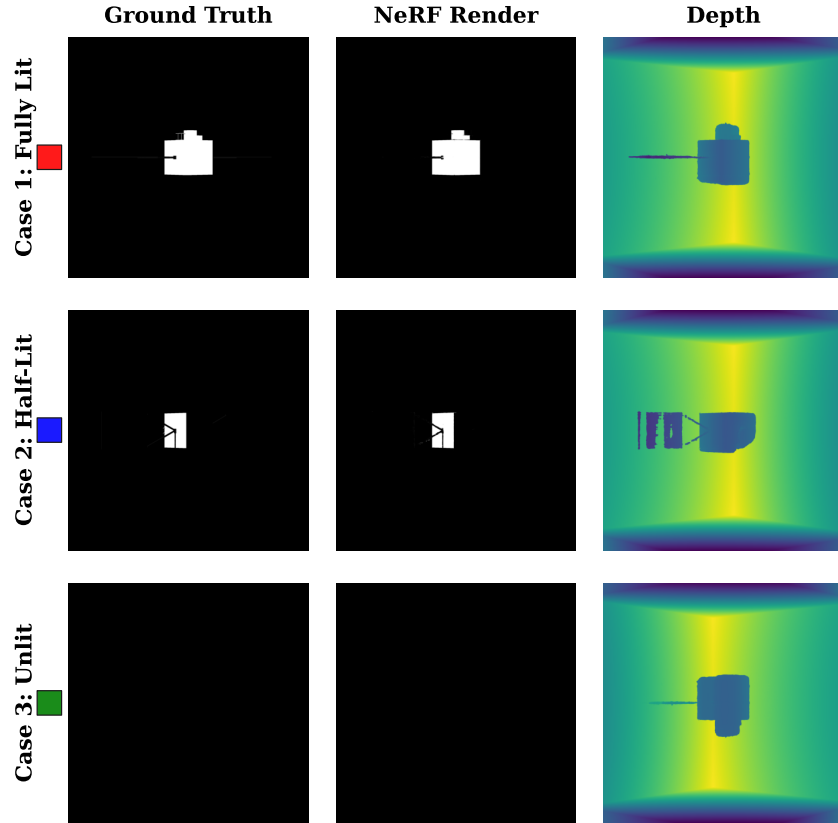 Ground Truth
NeRF Render
Depth
Case 1: Fully Lit
Case 2: Half-Lit
Case 3: Unlit